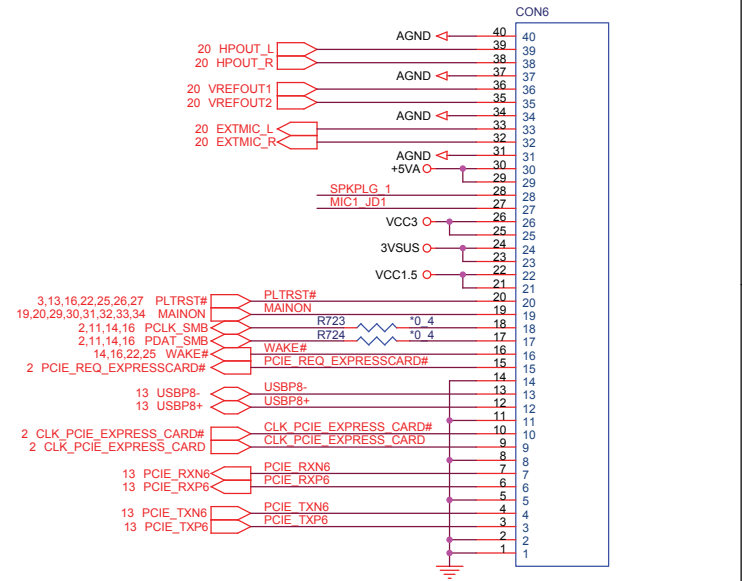 CON6
AGND 40 40
20 HPOUT_L 39 39
20 HPOUT_R 38 38
AGND 37 37
20 VREFOUT1 36 36
20 VREFOUT2 35 35
AGND 34 34
20 EXTMIC_L 33 33
20 EXTMIC_R 32 32
AGND 31 31
+5VA 30 30
29 29
SPKPLG_1 28 28
MIC1_JD1 27 27
VCC3 26 26
25 25
3VSUS 24 24
23 23
VCC1.5 22 22
21 21
3,13,16,22,25,26,27 PLTRST# PLTRST# 20 20
19,20,29,30,31,32,33,34 MAINON MAINON 19 19
2,11,14,16 PCLK_SMB R723 *0_4 18 18
2,11,14,16 PDAT_SMB R724 *0_4 17 17
14,16,22,25 WAKE# WAKE# 16 16
2 PCIE_REQ_EXPRESSCARD# PCIE_REQ_EXPRESSCARD# 15 15
14 14
13 USBP8- USBP8- 13 13
13 USBP8+ USBP8+ 12 12
11 11
2 CLK_PCIE_EXPRESS_CARD# CLK_PCIE_EXPRESS_CARD# 10 10
2 CLK_PCIE_EXPRESS_CARD CLK_PCIE_EXPRESS_CARD 9 9
8 8
13 PCIE_RXN6 PCIE_RXN6 7 7
13 PCIE_RXP6 PCIE_RXP6 6 6
5 5
13 PCIE_TXN6 PCIE_TXN6 4 4
13 PCIE_TXP6 PCIE_TXP6 3 3
2 2
1 1